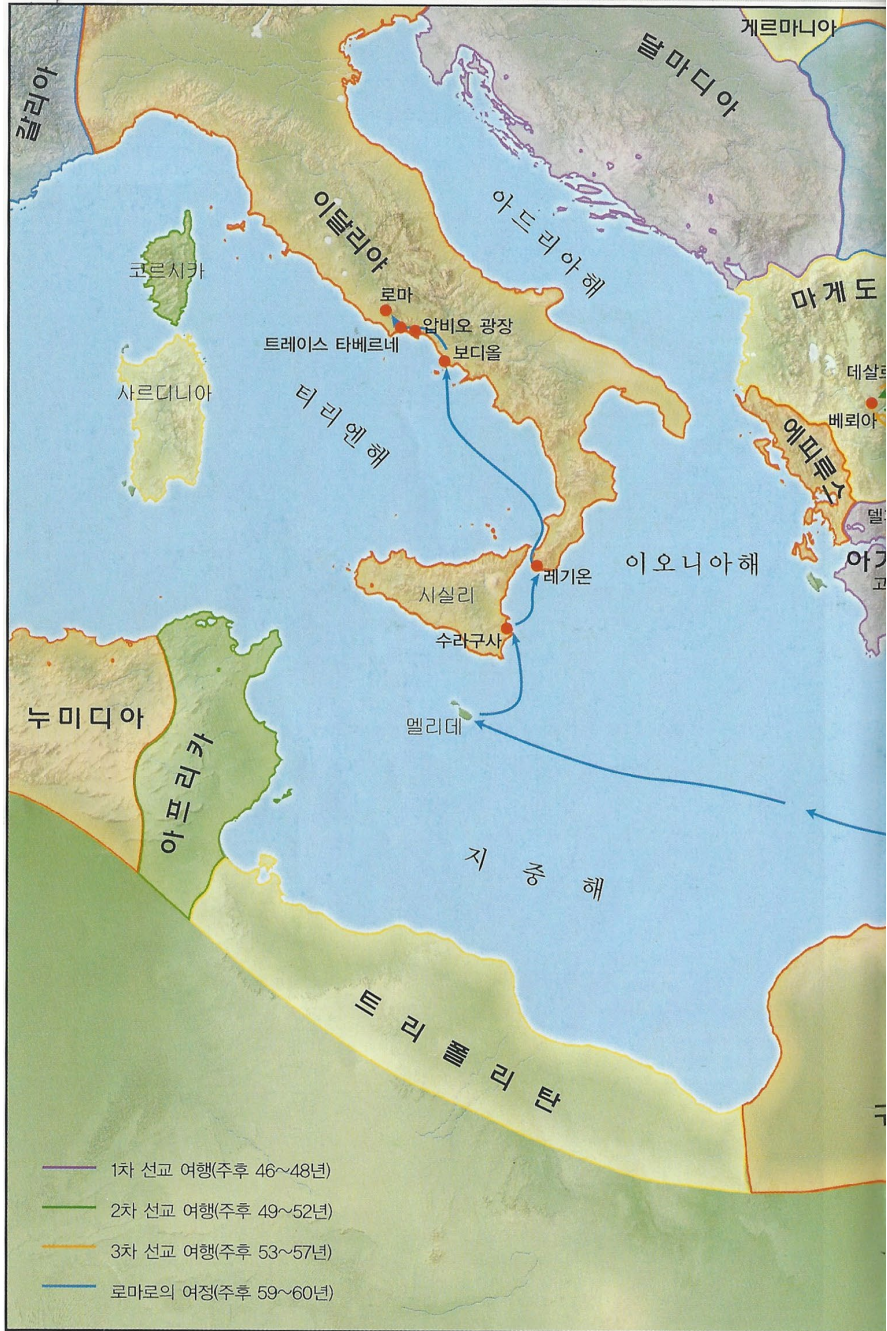 게르마니아
달마디아
갈리아
아드리아해
이달리야
코르시카
마게도
로마
압비오 광장
트레이스 타베르네
보디올
데살로
사르디니아
베뢰아
티리엔해
에피루스
델
이오니아해
아가
고
레기온
시실리
수라구사
누미디아
멜리데
아프리카
지중해
트리폴리탄
구
1차 선교 여행(주후 46~48년)
2차 선교 여행(주후 49~52년)
3차 선교 여행(주후 53~57년)
로마로의 여정(주후 59~60년)